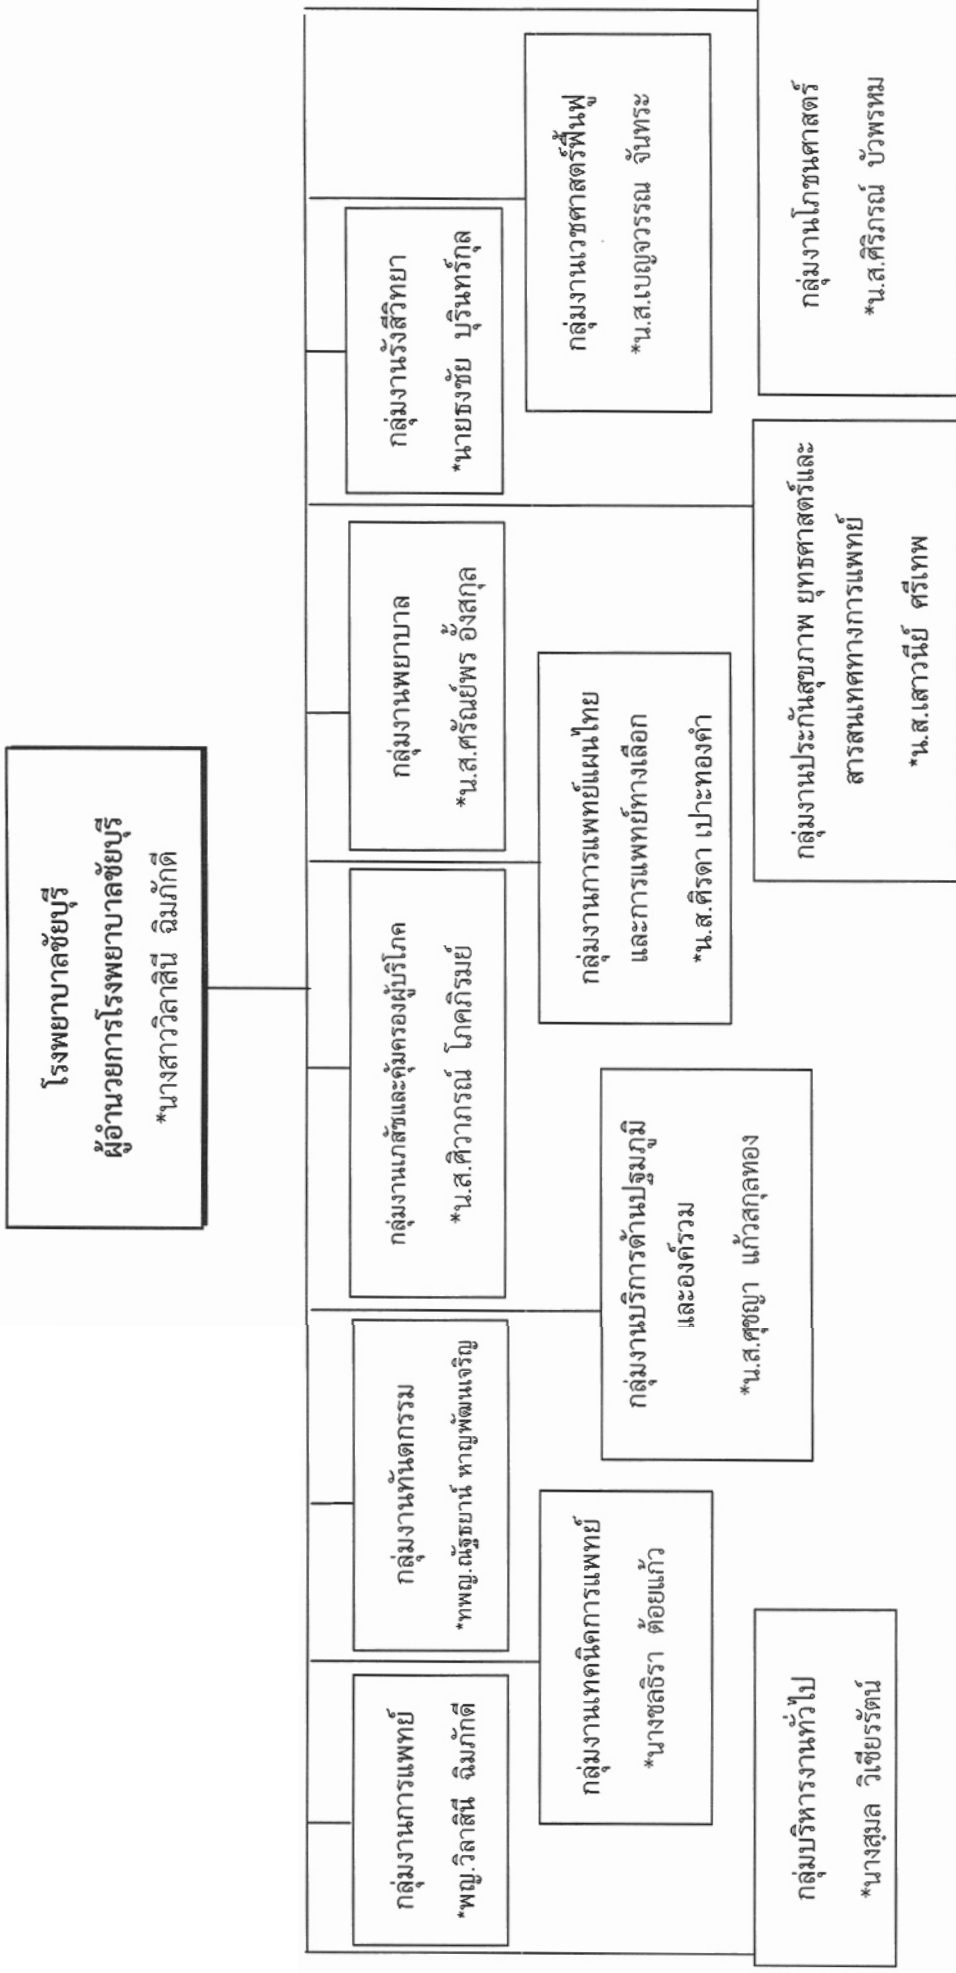 โรงพยาบาลชัยบุรี
ผู้อำนวยการโรงพยาบาลชัยบุรี
*นางสาววิลาสินี ฉิมภักดี
กลุ่มงานการแพทย์
*พญ.วิลาสินี ฉิมภักดี
กลุ่มงานทันตกรรม
*ทพญ.ณัฐธยาน์ หาญพัฒนเจริญ
กลุ่มงานเภสัชและคุ้มครองผู้บริโภค
*น.ส.ศิวาภรณ์ โภคภิรมย์
กลุ่มงานพยาบาล
*น.ส.ศรัณย์พร อั้งสกุล
กลุ่มงานรังสีวิทยา
*นายธงชัย บุรินทร์กุล
กลุ่มงานเทคนิคการแพทย์
*นางชลธิรา ต้อยแก้ว
กลุ่มงานบริการด้านปฐมภูมิ
และองค์รวม
*น.ส.ศุชญา แก้วสกุลทอง
กลุ่มงานการแพทย์แผนไทย
และการแพทย์ทางเลือก
*น.ส.ศิรดา เปาะทองคำ
กลุ่มงานเวชศาสตร์ฟื้นฟู
*น.ส.เบญจวรรณ จันทระ
กลุ่มบริหารงานทั่วไป
*นางสุมล วิเชียรรัตน์
กลุ่มงานประกันสุขภาพ ยุทธศาสตร์และ
สารสนเทศทางการแพทย์
*น.ส.เสาวนีย์ ศรีเทพ
กลุ่มงานโภชนศาสตร์
*น.ส.ศิริภรณ์ บัวพรหม